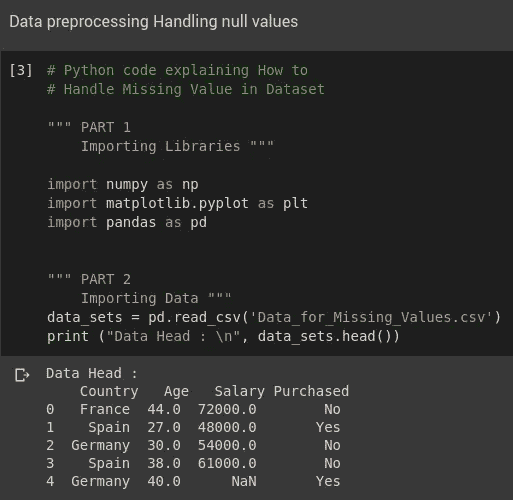 Data preprocessing Handling null values
[3] # Python code explaining How to
# Handle Missing Value in Dataset
""" PART 1
Importing Libraries """
import numpy as np
import matplotlib.pyplot as plt
import pandas as pd
""" PART 2
Importing Data """
data_sets = pd.read_csv('Data_for_Missing_Values.csv')
print ("Data Head : \n", data_sets.head())
Data Head :
Country Age Salary Purchased
0 France 44.0 72000.0 No
1 Spain 27.0 48000.0 Yes
2 Germany 30.0 54000.0 No
3 Spain 38.0 61000.0 No
4 Germany 40.0 NaN Yes